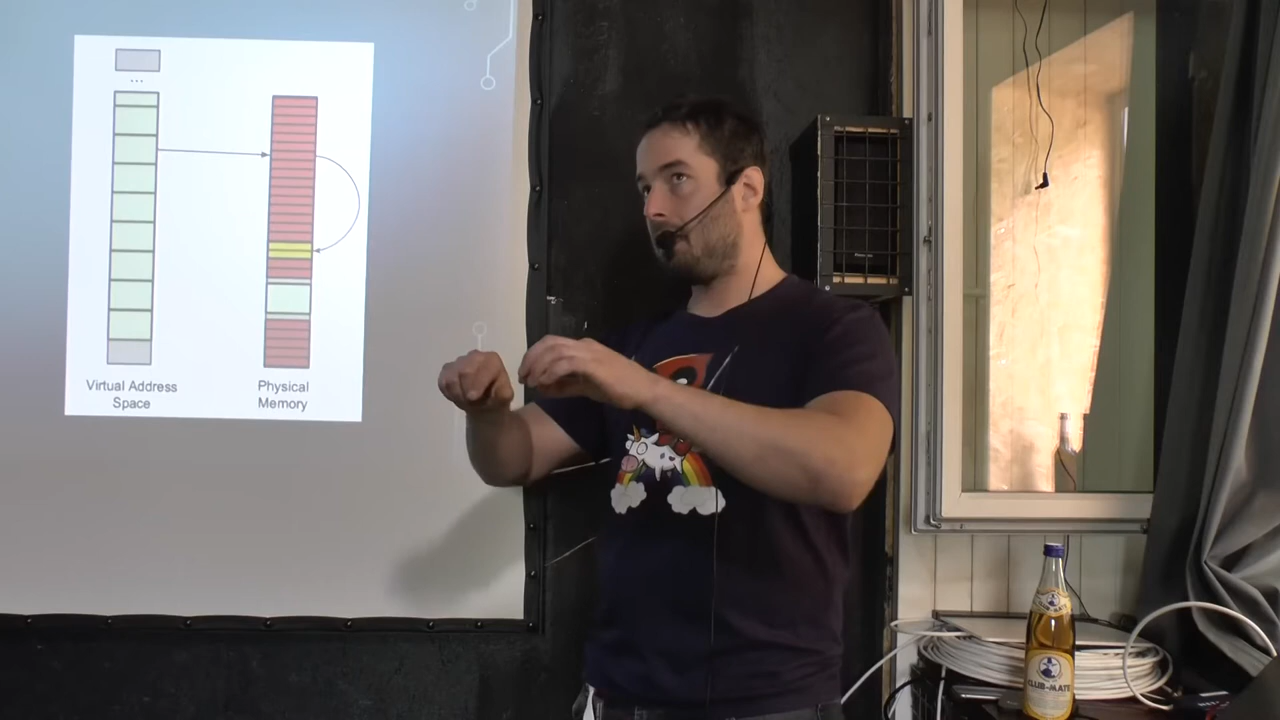 ...
Virtual Address
Space
Physical
Memory
CLUB-MATE